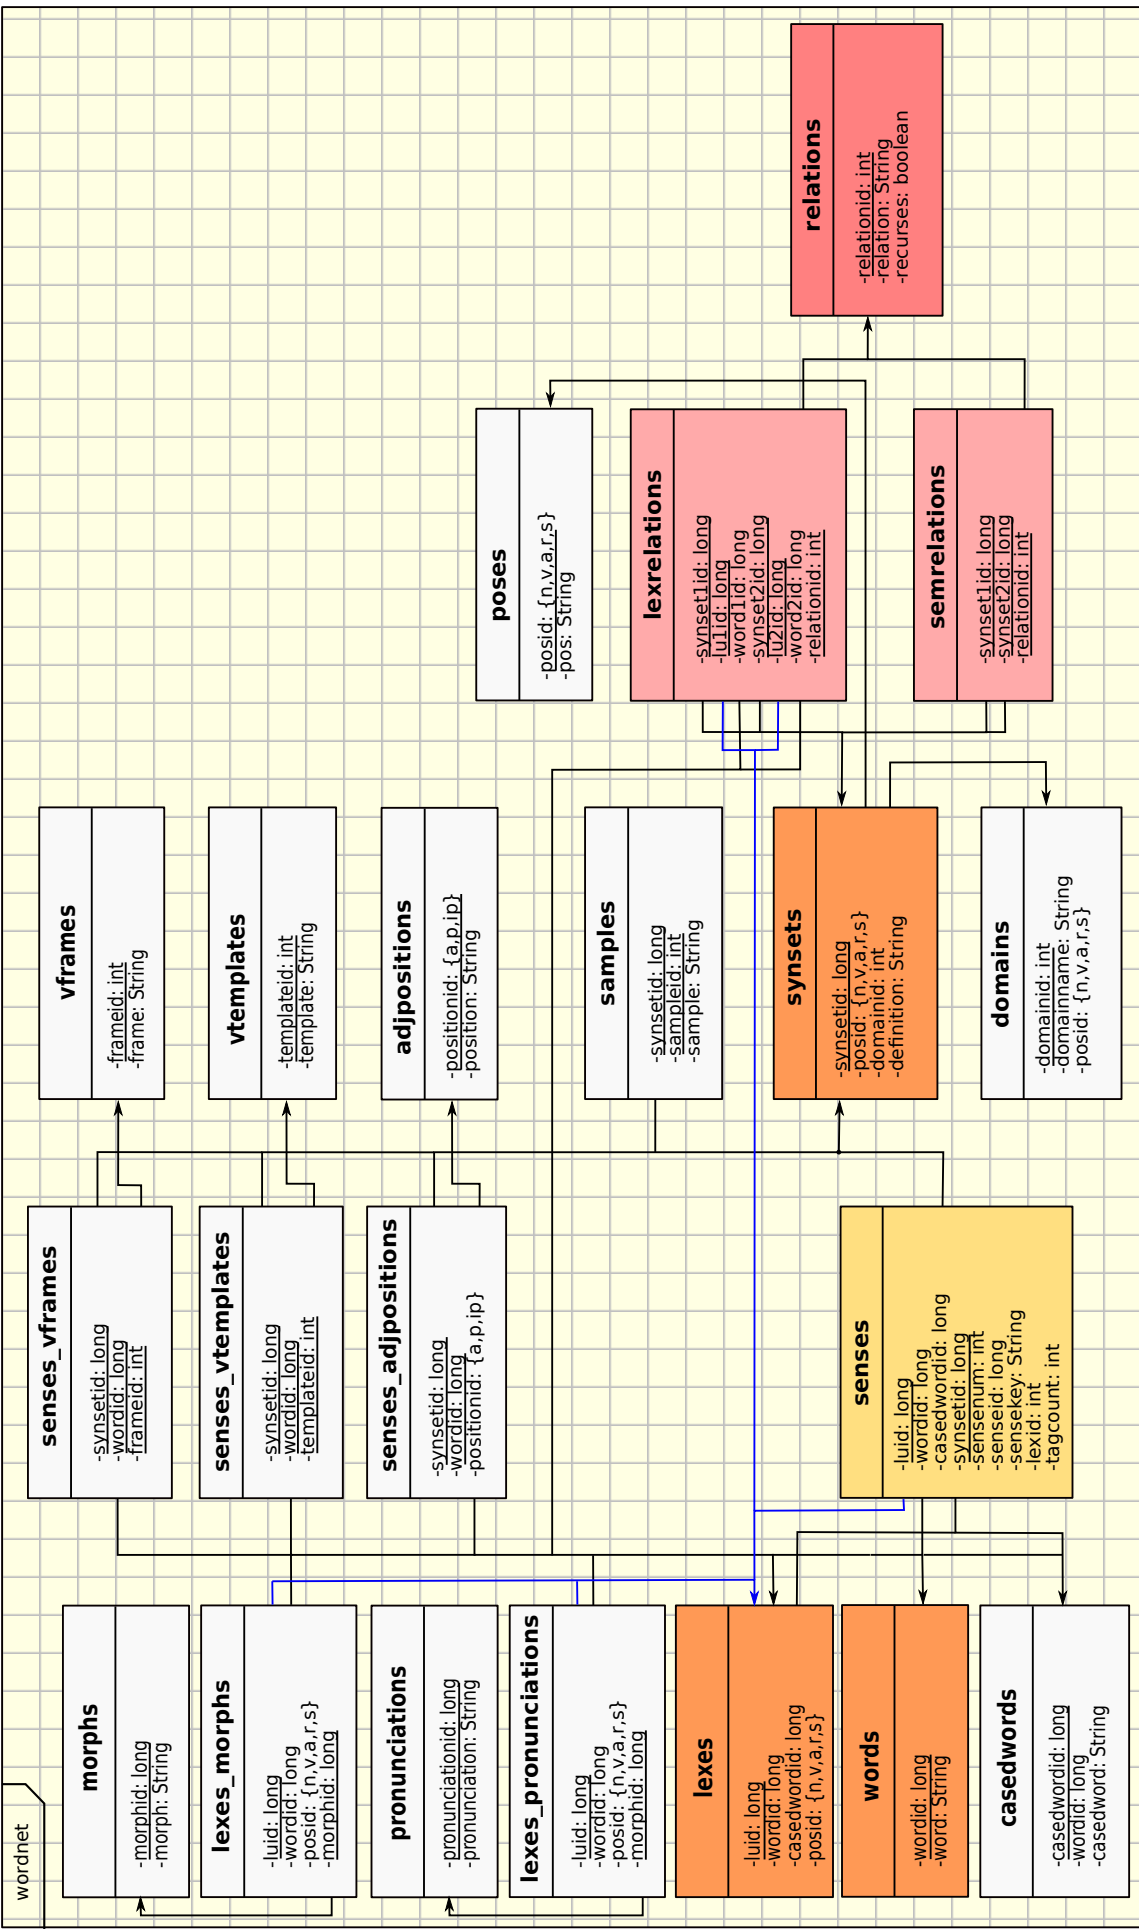 wordnet
morphs
-morphid: long
-morph: String
lexes_morphs
-luid: long
-wordid: long
-posid: {n,v,a,r,s}
-morphid: long
pronunciations
-pronunciationid: long
-pronunciation: String
lexes_pronunciations
-luid: long
-wordid: long
-posid: {n,v,a,r,s}
-morphid: long
lexes
-luid: long
-wordid: long
-casedwordid: long
-posid: {n,v,a,r,s}
words
-wordid: long
-word: String
casedwords
-casedwordid: long
-wordid: long
-casedword: String
senses_vframes
-synsetid: long
-wordid: long
-frameid: int
senses_vtemplates
-synsetid: long
-wordid: long
-templateid: int
senses_adjpositions
-synsetid: long
-wordid: long
-positionid: {a,p,ip}
senses
-luid: long
-wordid: long
-casedwordid: long
-synsetid: long
-sensenum: int
-senseid: long
-sensekey: String
-lexid: int
-tagcount: int
vframes
-frameid: int
-frame: String
vtemplates
-templateid: int
-template: String
adjpositions
-positionid: {a,p,ip}
-position: String
samples
-synsetid: long
-sampleid: int
-sample: String
synsets
-synsetid: long
-posid: {n,v,a,r,s}
-domainid: int
-definition: String
domains
-domainid: int
-domainname: String
-posid: {n,v,a,r,s}
poses
-posid: {n,v,a,r,s}
-pos: String
lexrelations
-synset1id: long
-lu1id: long
-word1id: long
-synset2id: long
-lu2id: long
-word2id: long
-relationid: int
semrelations
-synset1id: long
-synset2id: long
-relationid: int
relations
-relationid: int
-relation: String
-recurses: boolean